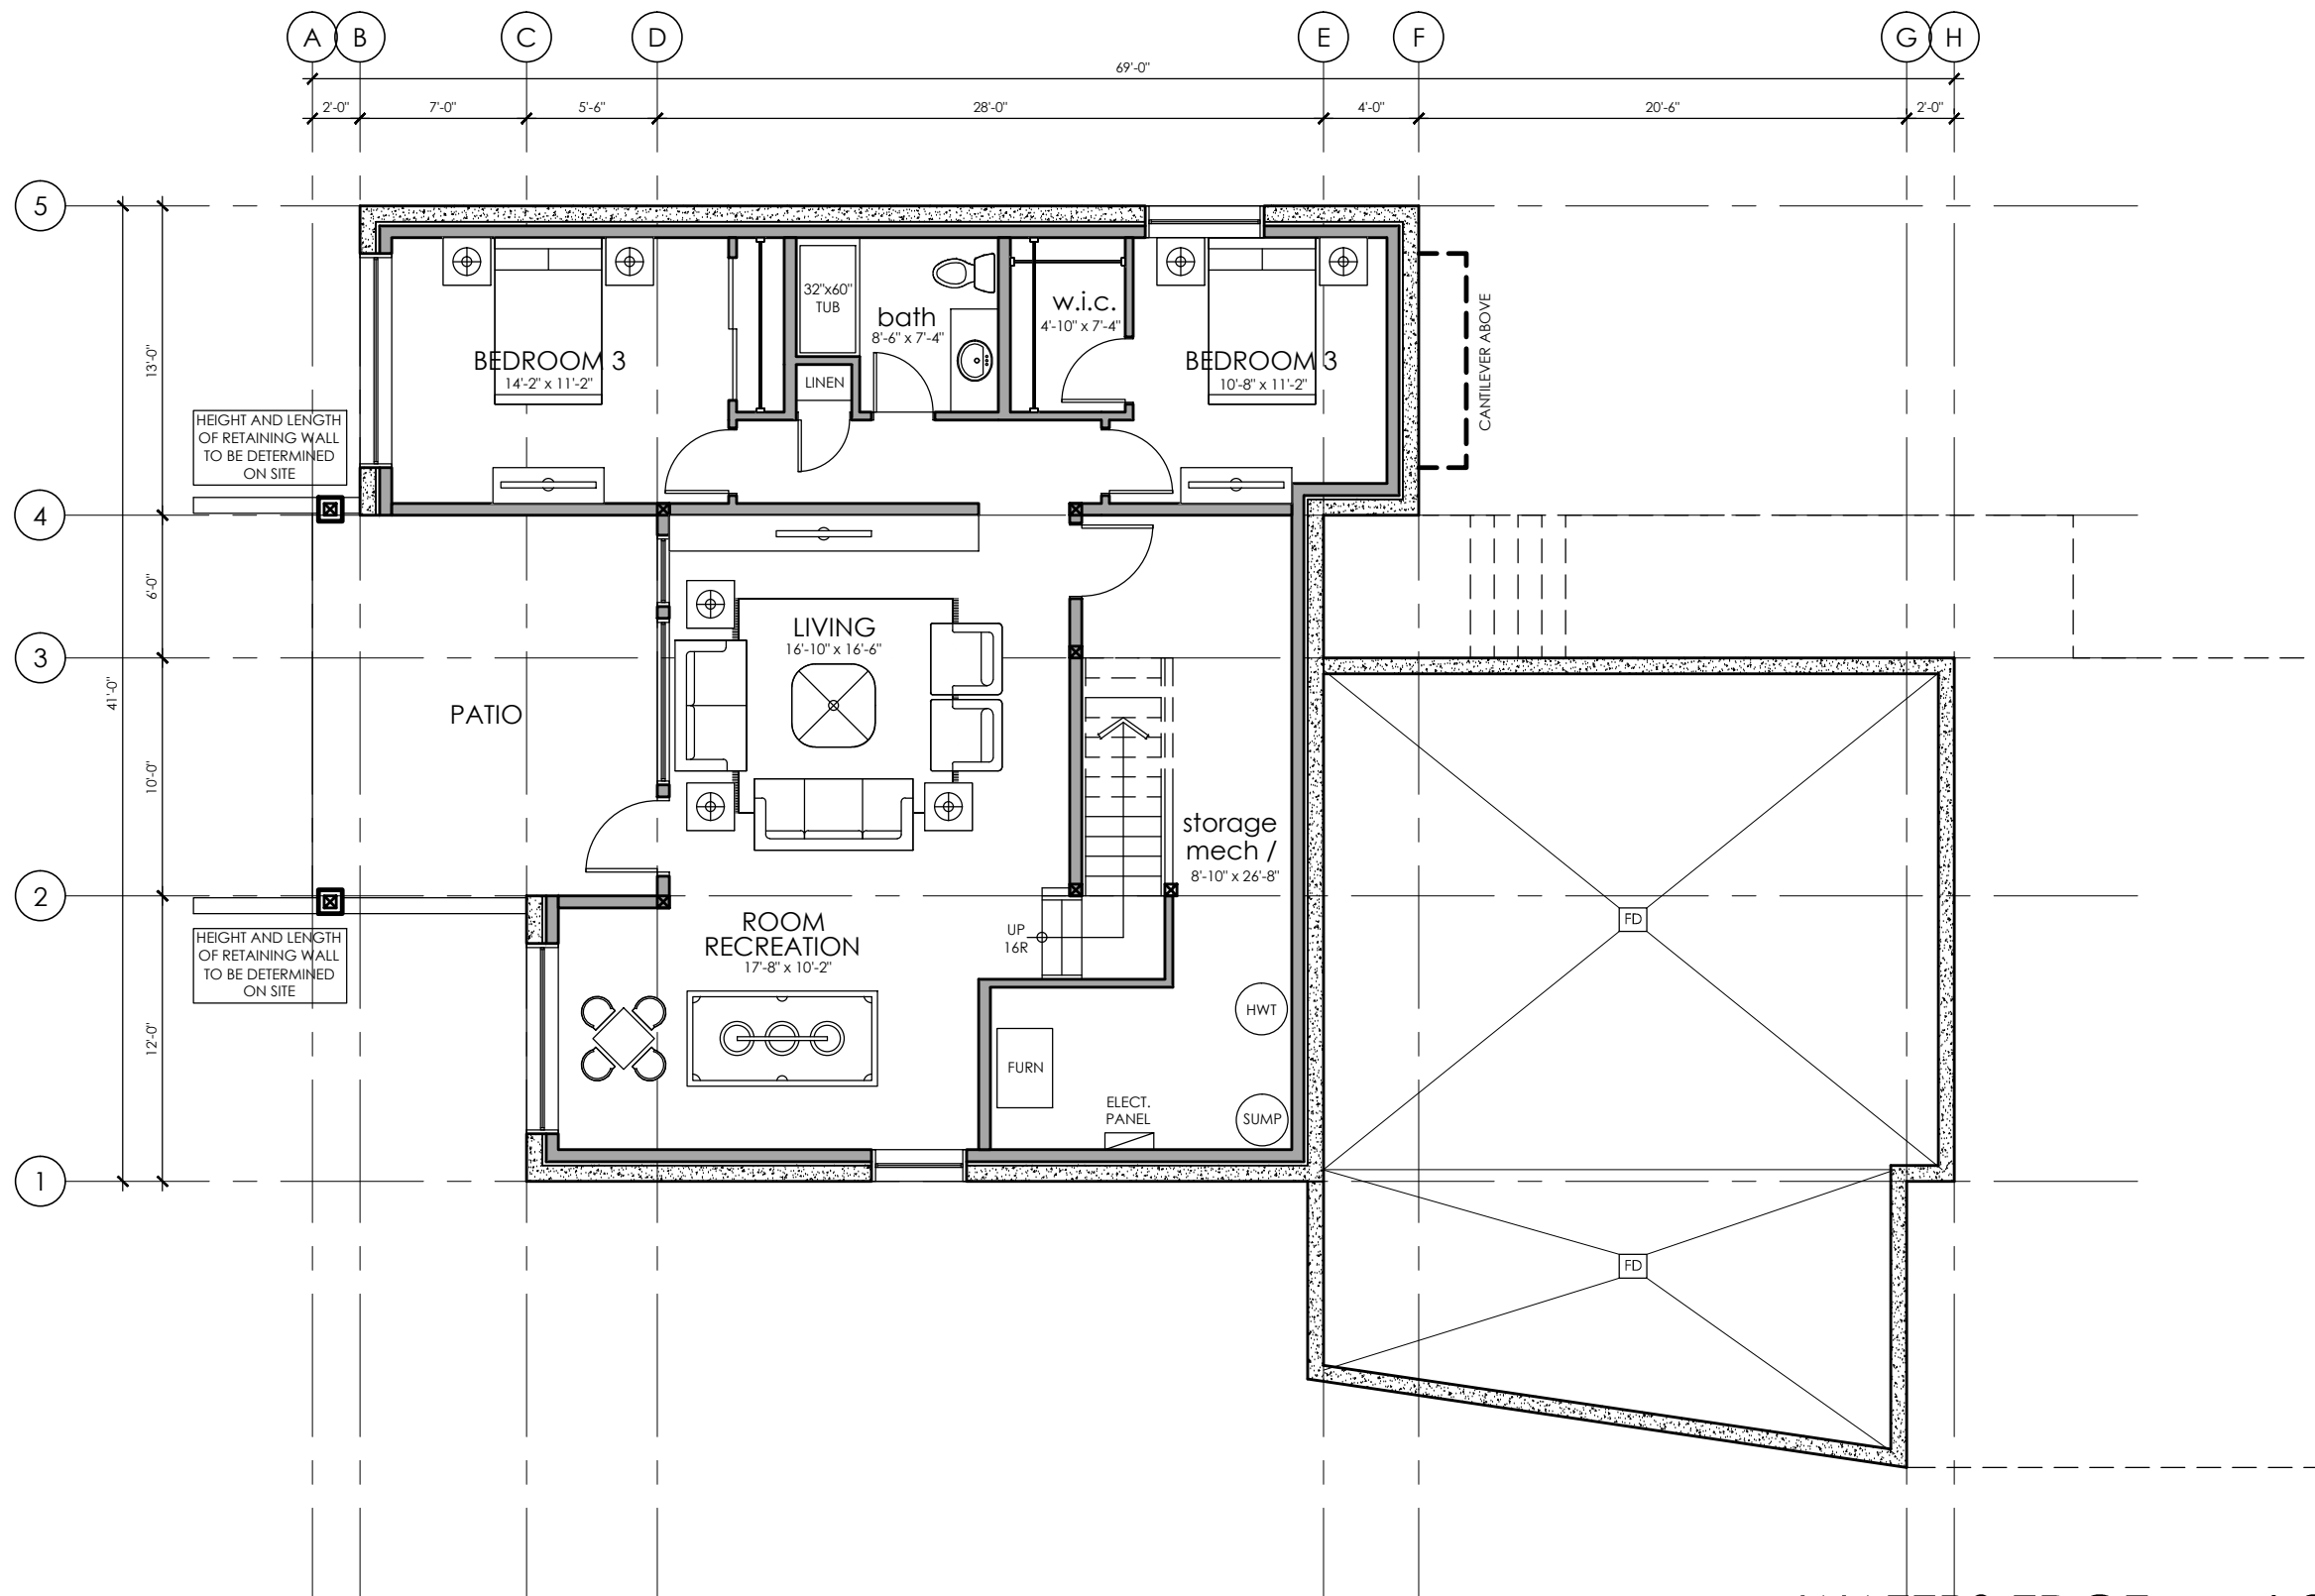 A B C D E F G H
69'-0"
2'-0" 7'-0" 5'-6" 28'-0" 4'-0" 20'-6" 2'-0"
5
4
3
2
1
13'-0"
6'-0"
41'-0"
10'-0"
12'-0"
32"x60"
TUB
bath
8'-6" x 7'-4"
w.i.c.
4'-10" x 7'-4"
BEDROOM 3
14'-2" x 11'-2"
LINEN
BEDROOM 3
10'-8" x 11'-2"
CANTILEVER ABOVE
HEIGHT AND LENGTH
OF RETAINING WALL
TO BE DETERMINED
ON SITE
LIVING
16'-10" x 16'-6"
PATIO
storage
mech /
8'-10" x 26'-8"
HEIGHT AND LENGTH
OF RETAINING WALL
TO BE DETERMINED
ON SITE
ROOM
RECREATION
17'-8" x 10'-2"
UP
16R
FD
HWT
FURN
ELECT.
PANEL
SUMP
FD